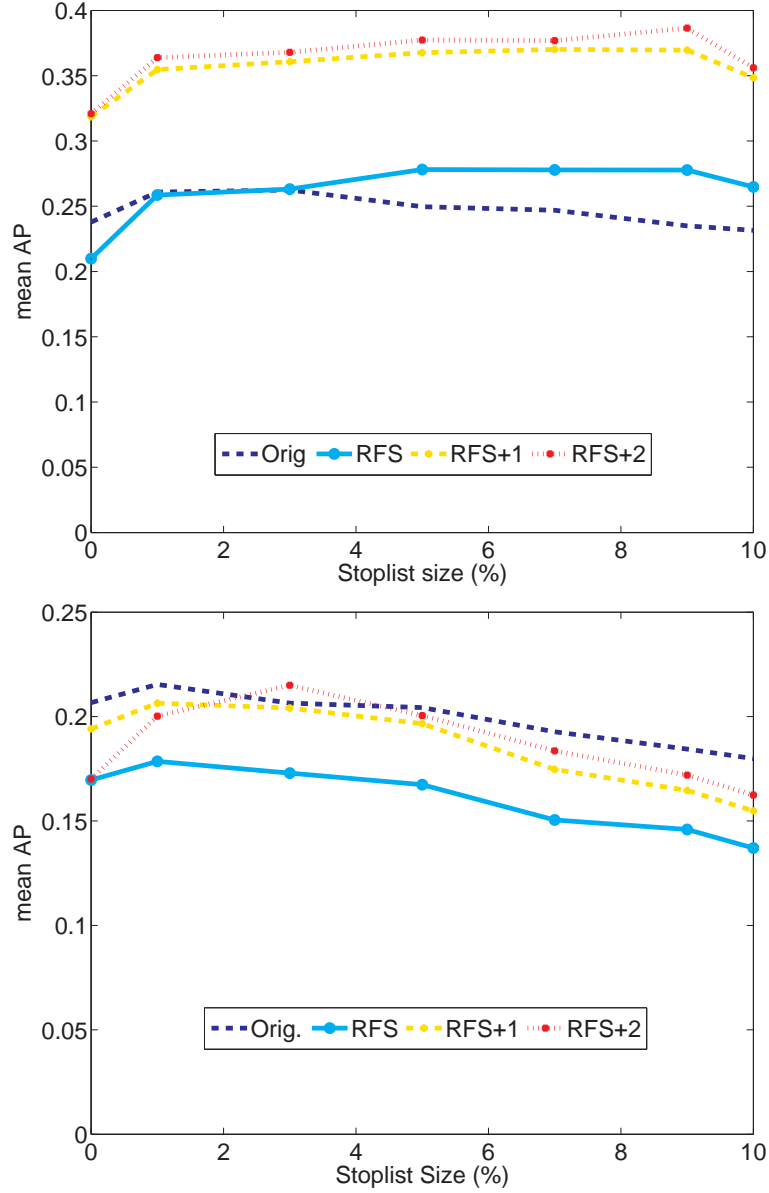 0.4
0.35
0.3
0.25
0.2
0.15
0.1
0.05
0
mean AP
Orig RFS RFS+1 RFS+2
0 2 4 6 8 10
Stoplist size (%)
0.25
0.2
0.15
0.1
0.05
0
mean AP
Orig. RFS RFS+1 RFS+2
0 2 4 6 8 10
Stoplist Size (%)